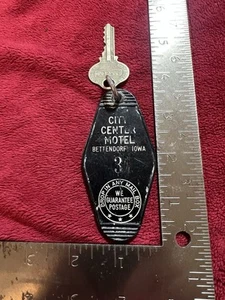 CITY
CENTER
MOTEL
BETTENDORF, IOWA
3
DROP IN ANY MAIL BOX
WE
GUARANTEE
POSTAGE